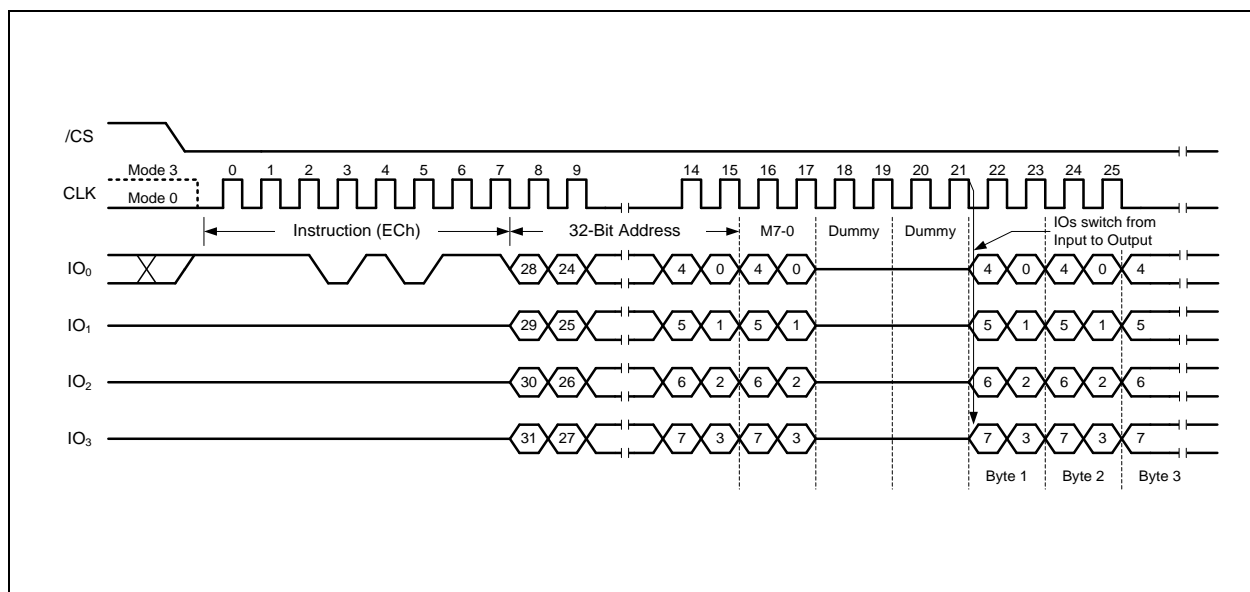 /CS
Mode 3
0 1 2 3 4 5 6 7 8 9 14 15 16 17 18 19 20 21 22 23 24 25
CLK
Mode 0
Instruction (ECh) 32-Bit Address M7-0 Dummy Dummy
IOs switch from
Input to Output
IO0 28 24 4 0 4 0 4 0 4 0 4
IO1 29 25 5 1 5 1 5 1 5 1 5
IO2 30 26 6 2 6 2 6 2 6 2 6
IO3 31 27 7 3 7 3 7 3 7 3 7
Byte 1 Byte 2 Byte 3